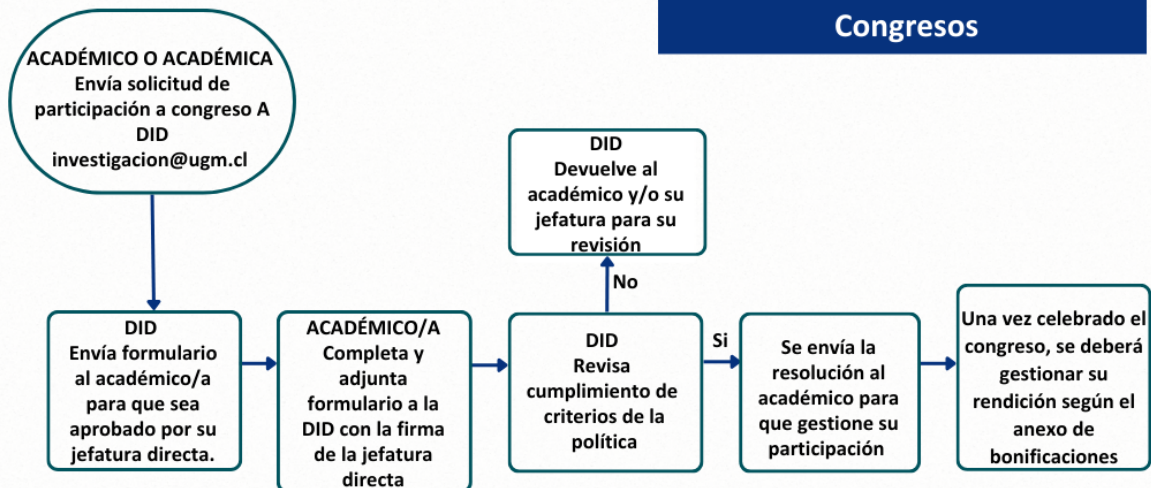 Congresos
ACADÉMICO O ACADÉMICA
Envía solicitud de
participación a congreso A
DID
investigacion@ugm.cl
DID
Envía formulario
al académico/a
para que sea
aprobado por su
jefatura directa.
ACADÉMICO/A
Completa y
adjunta
formulario a la
DID con la firma
de la jefatura
directa
DID
Revisa
cumplimiento de
criterios de la
política
No
DID
Devuelve al
académico y/o su
jefatura para su
revisión
Si
Se envía la
resolución al
académico para
que gestione su
participación
Una vez celebrado el
congreso, se deberá
gestionar su
rendición según el
anexo de
bonificaciones